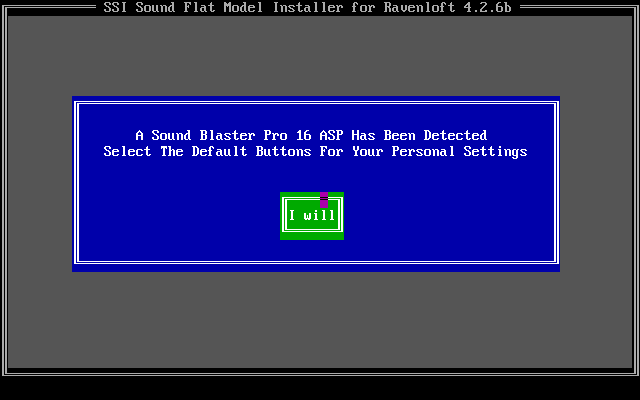 SSI Sound Flat Model Installer for Ravenloft 4.2.6b
A Sound Blaster Pro 16 ASP Has Been Detected
Select The Default Buttons For Your Personal Settings
I will